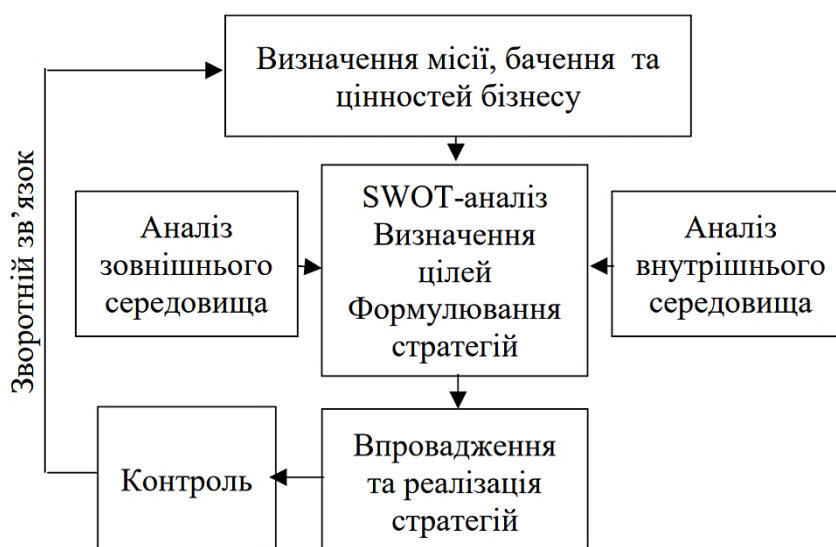 Визначення місії, бачення та
цінностей бізнесу
Зворотній зв’язок
Аналіз
зовнішнього
середовища
SWOT-аналіз
Визначення
цілей
Формулювання
стратегій
Аналіз
внутрішнього
середовища
Контроль
Впровадження
та реалізація
стратегій